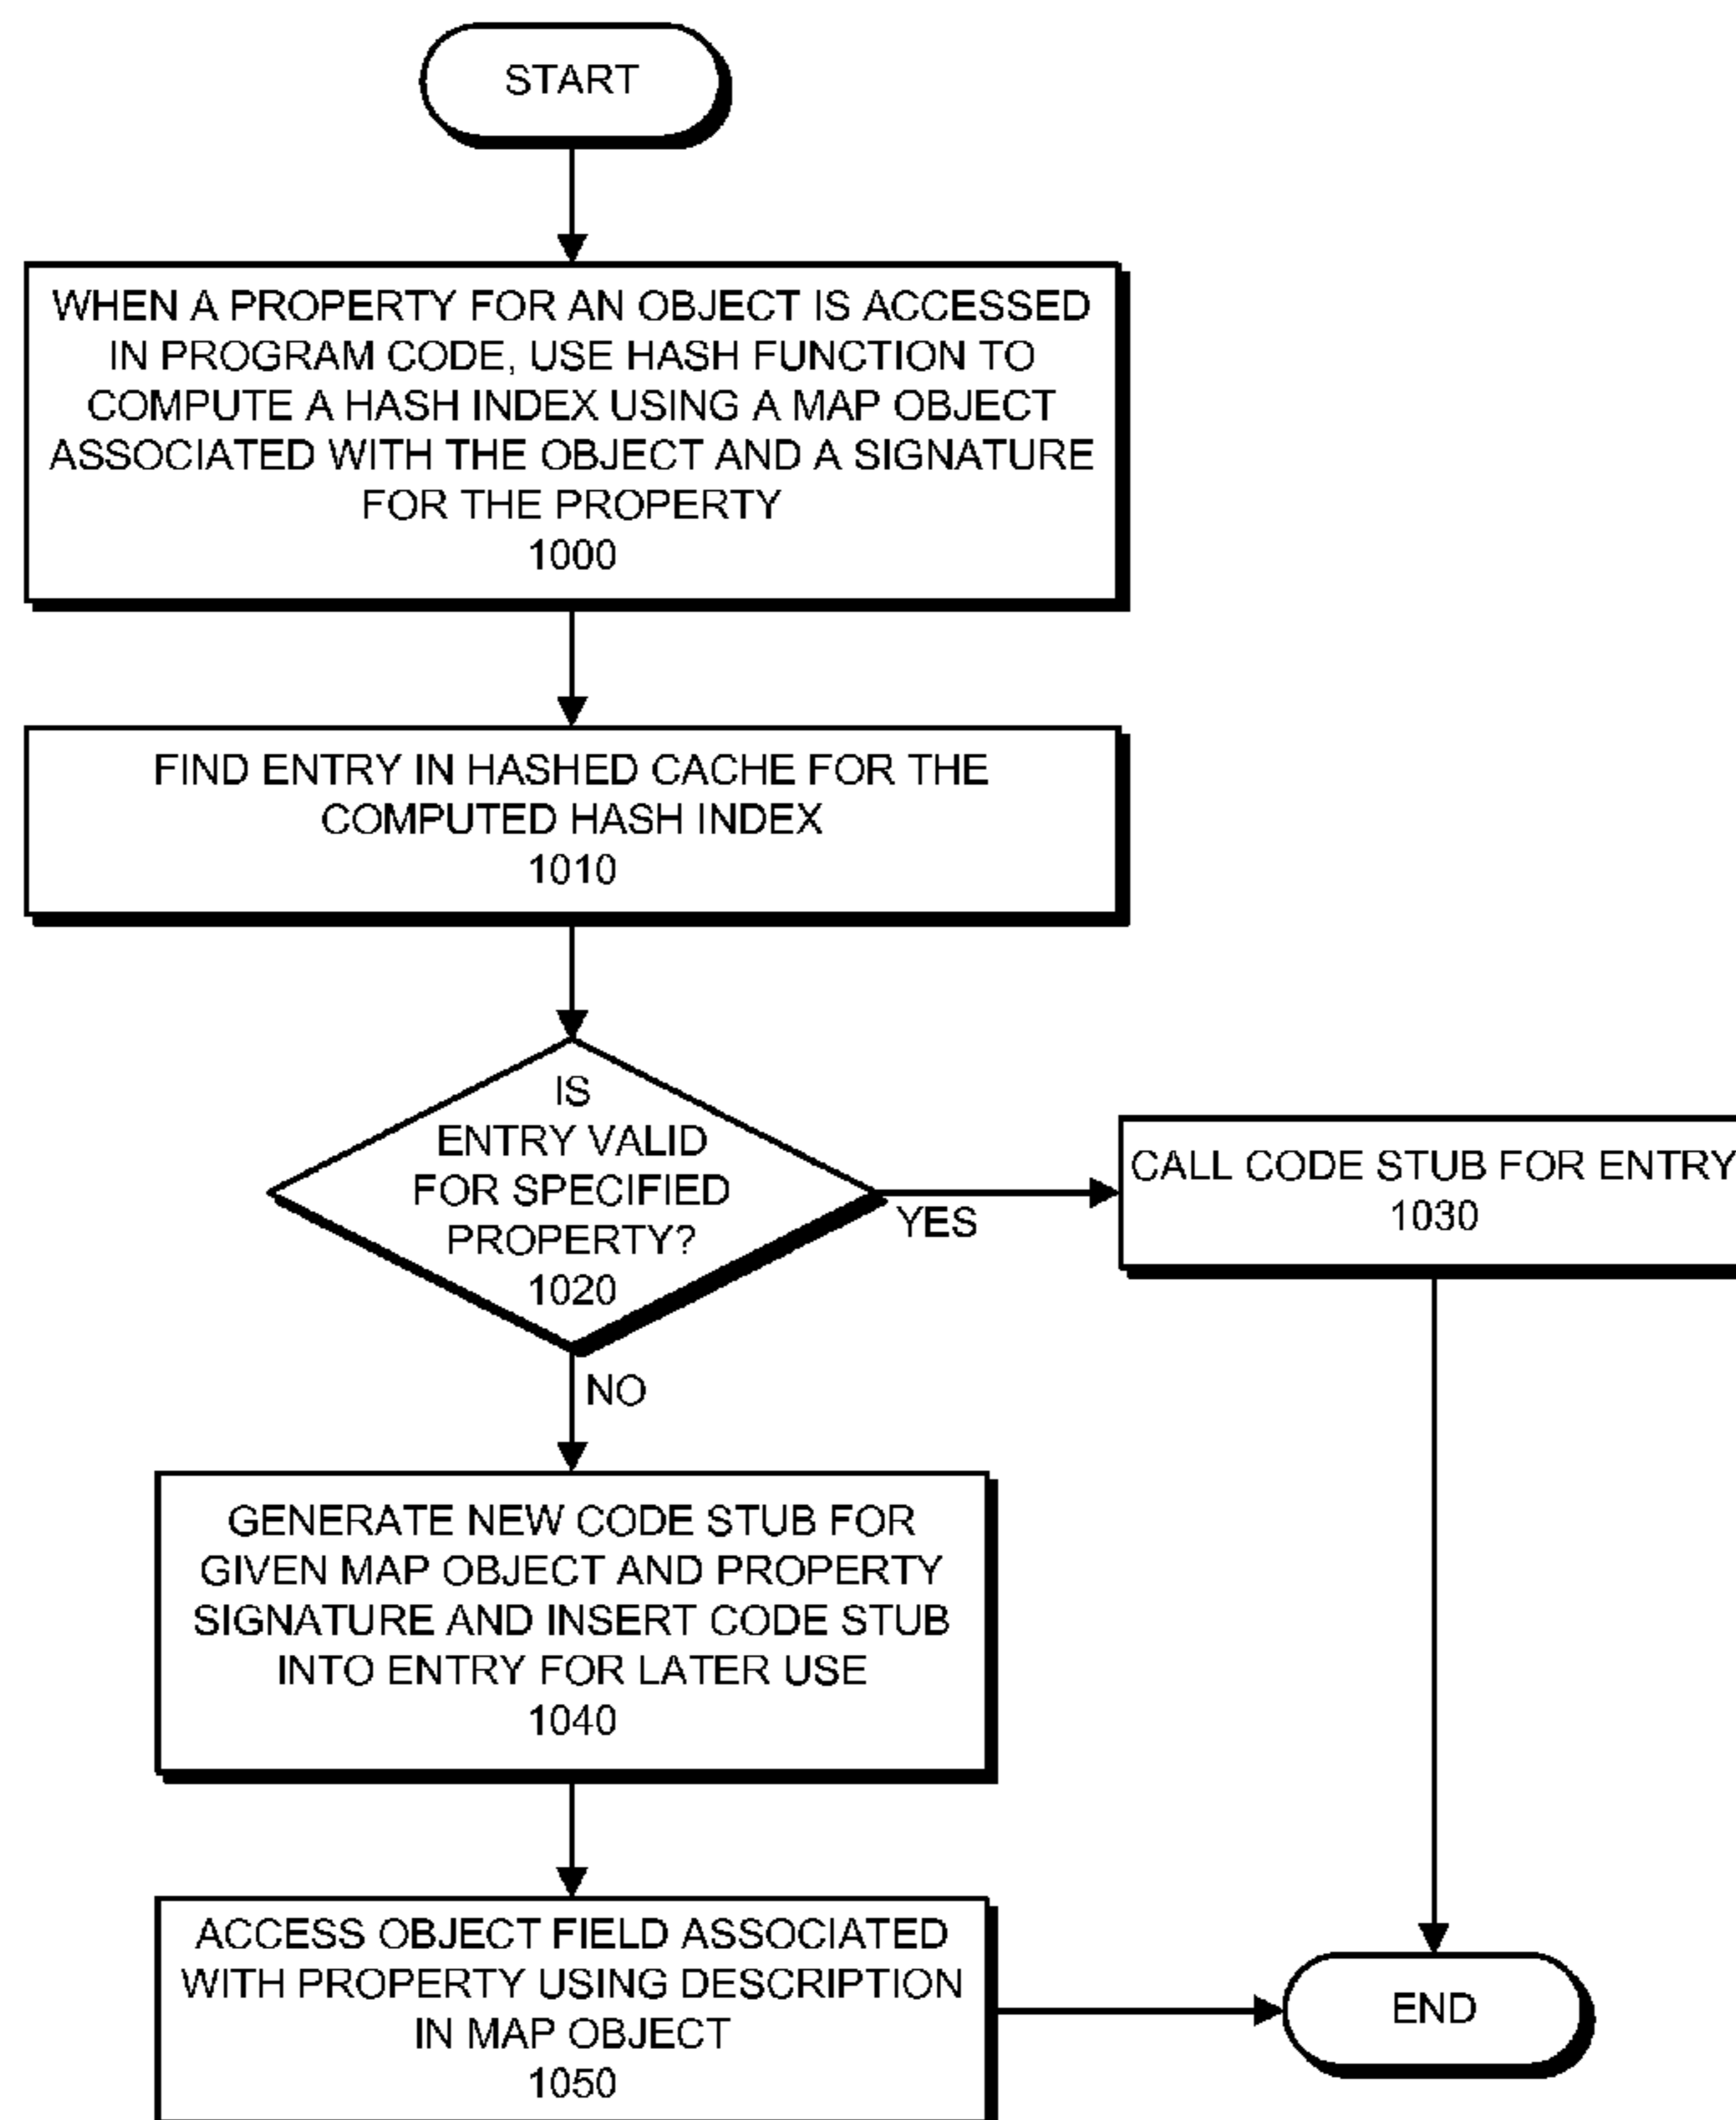 START
WHEN A PROPERTY FOR AN OBJECT IS ACCESSED
IN PROGRAM CODE, USE HASH FUNCTION TO
COMPUTE A HASH INDEX USING A MAP OBJECT
ASSOCIATED WITH THE OBJECT AND A SIGNATURE
FOR THE PROPERTY
1000
FIND ENTRY IN HASHED CACHE FOR THE
COMPUTED HASH INDEX
1010
IS
ENTRY VALID
FOR SPECIFIED
PROPERTY?
1020
YES
CALL CODE STUB FOR ENTRY
1030
NO
GENERATE NEW CODE STUB FOR
GIVEN MAP OBJECT AND PROPERTY
SIGNATURE AND INSERT CODE STUB
INTO ENTRY FOR LATER USE
1040
ACCESS OBJECT FIELD ASSOCIATED
WITH PROPERTY USING DESCRIPTION
IN MAP OBJECT
1050
END